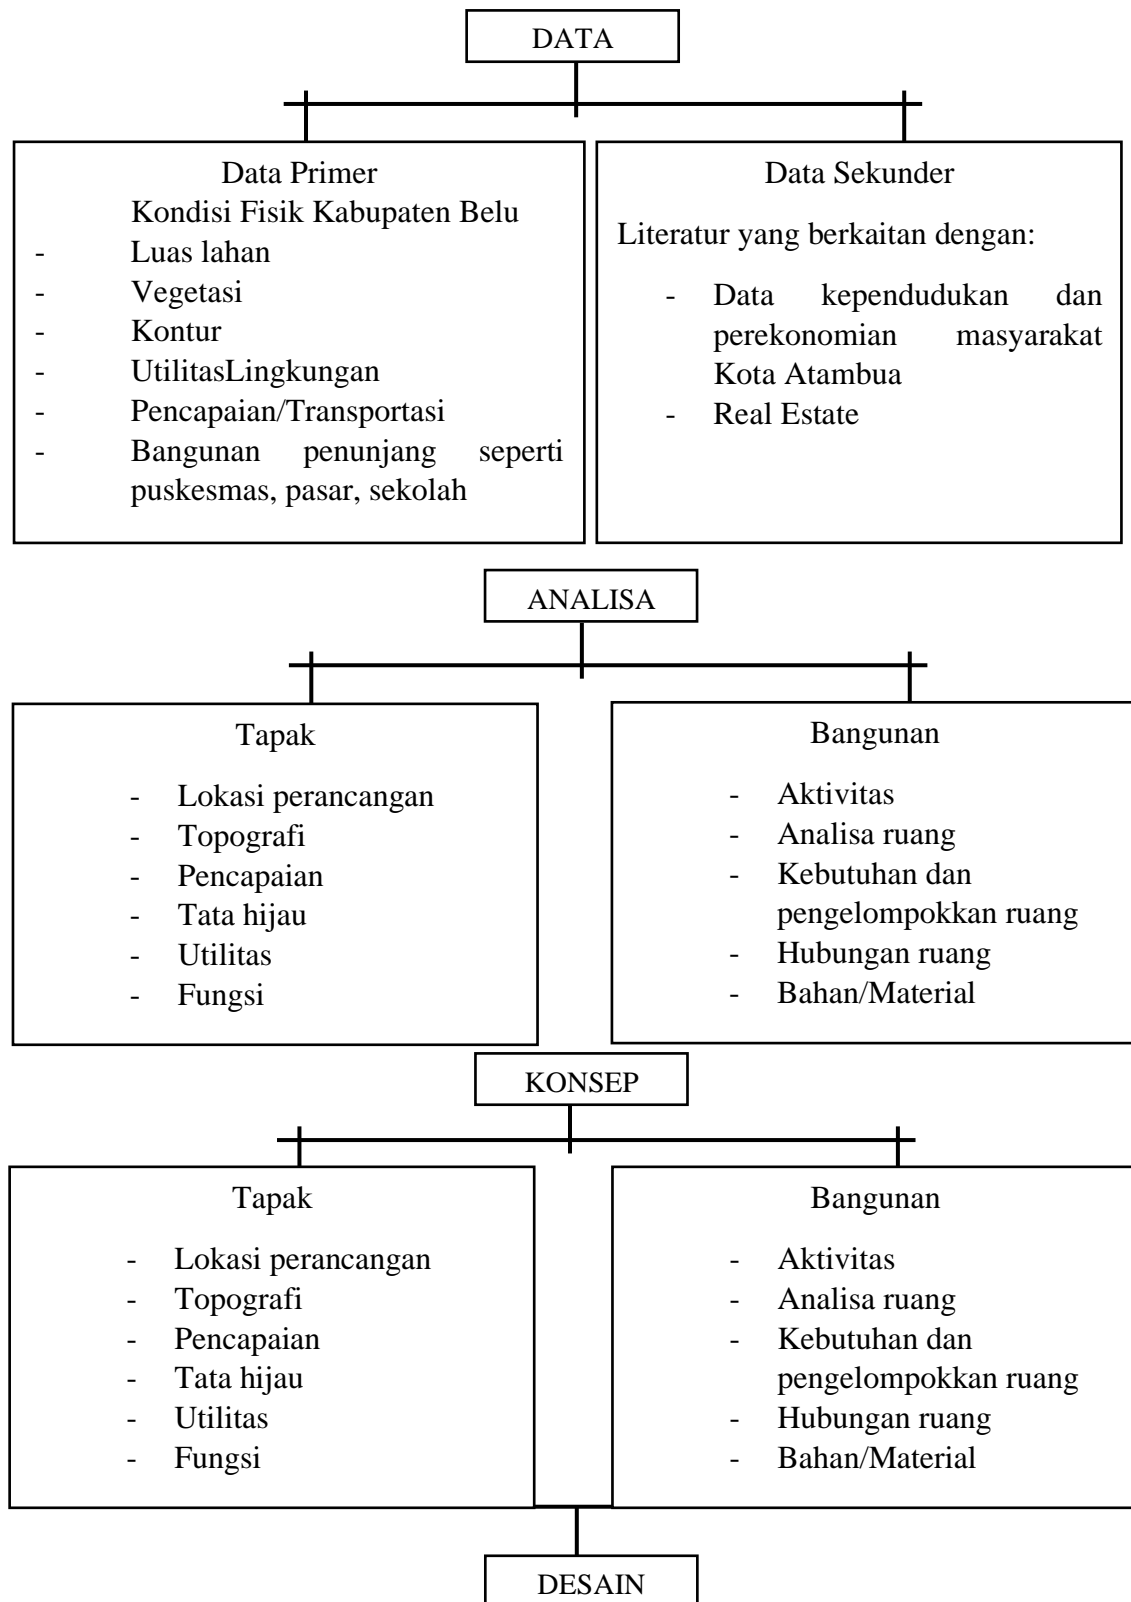 DATA
Data Primer
Kondisi Fisik Kabupaten Belu
- Luas lahan
- Vegetasi
- Kontur
- UtilitasLingkungan
- Pencapaian/Transportasi
- Bangunan penunjang seperti
puskesmas, pasar, sekolah
Data Sekunder
Literatur yang berkaitan dengan:
- Data kependudukan dan
perekonomian masyarakat
Kota Atambua
- Real Estate
ANALISA
Tapak
- Lokasi perancangan
- Topografi
- Pencapaian
- Tata hijau
- Utilitas
- Fungsi
Bangunan
- Aktivitas
- Analisa ruang
- Kebutuhan dan
pengelompokkan ruang
- Hubungan ruang
- Bahan/Material
KONSEP
Tapak
- Lokasi perancangan
- Topografi
- Pencapaian
- Tata hijau
- Utilitas
- Fungsi
Bangunan
- Aktivitas
- Analisa ruang
- Kebutuhan dan
pengelompokkan ruang
- Hubungan ruang
- Bahan/Material
DESAIN